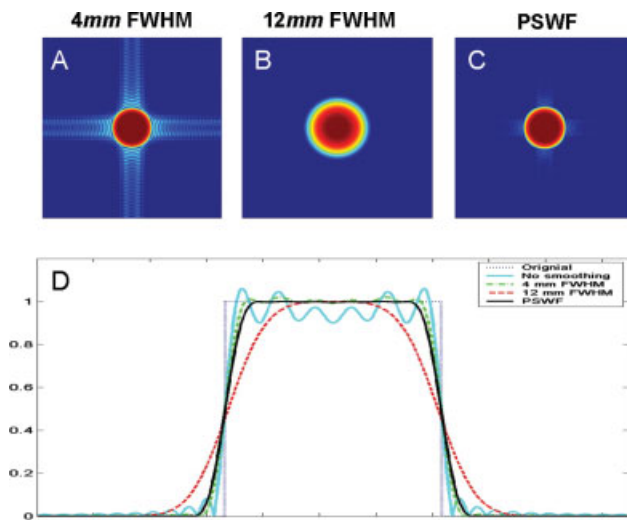 4mm FWHM 12mm FWHM PSWF
A B C
D
Orignial
No smoothing
4 mm FWHM
12 mm FWHM
PSWF
1
0.8
0.6
0.4
0.2
0